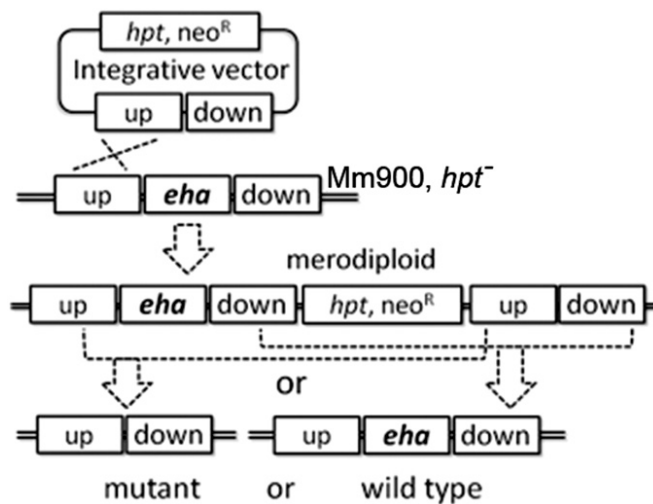 hpt, neoᴿ
Integrative vector
up down
up eha down Mm900, hpt⁻
merodiploid
up eha down hpt, neoᴿ up down
or
up down up eha down
mutant or wild type